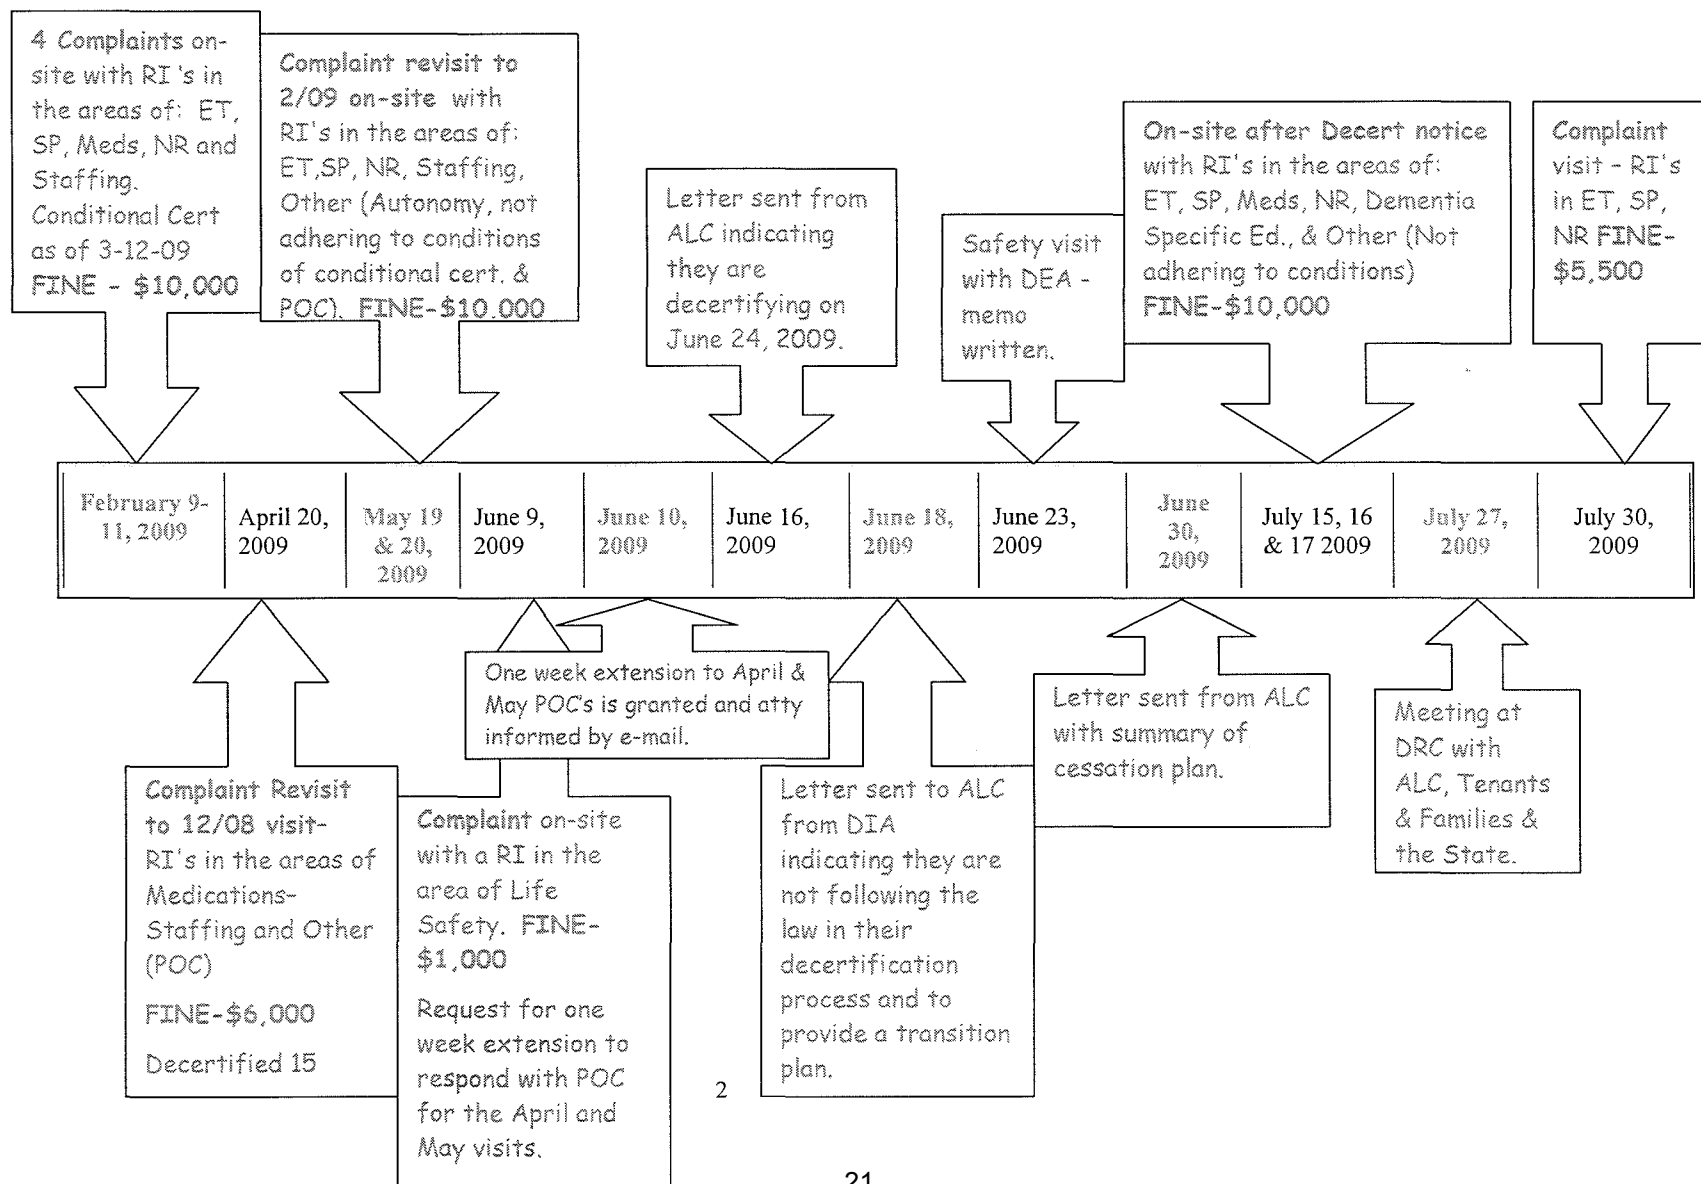 4 Complaints on-
site with RI 's in
the areas of: ET,
SP, Meds, NR and
Staffing.
Conditional Cert
as of 3-12-09
FINE - $10,000
Complaint revisit to
2/09 on-site with
RI's in the areas of:
ET,SP, NR, Staffing,
Other (Autonomy, not
adhering to conditions
of conditional cert. &
POC). FINE-$10,000
Letter sent from
ALC indicating
they are
decertifying on
June 24, 2009.
Safety visit
with DEA -
memo
written.
On-site after Decert notice
with RI's in the areas of:
ET, SP, Meds, NR, Dementia
Specific Ed., & Other (Not
adhering to conditions)
FINE-$10,000
Complaint
visit - RI's
in ET, SP,
NR FINE-
$5,500
February 9-
11, 2009
April 20,
2009
May 19
& 20,
2009
June 9,
2009
June 10,
2009
June 16,
2009
June 18,
2009
June 23,
2009
June
30,
2009
July 15, 16
& 17 2009
July 27,
2009
July 30,
2009
Complaint Revisit
to 12/08 visit-
RI's in the areas of
Medications-
Staffing and Other
(POC)
FINE-$6,000
Decertified 15
Complaint on-site
with a RI in the
area of Life
Safety. FINE-
$1,000
Request for one
week extension to
respond with POC
for the April and
May visits.
One week extension to April &
May POC's is granted and atty
informed by e-mail.
Letter sent to ALC
from DIA
indicating they are
not following the
law in their
decertification
process and to
provide a transition
plan.
Letter sent from ALC
with summary of
cessation plan.
Meeting at
DRC with
ALC, Tenants
& Families &
the State.
2
21